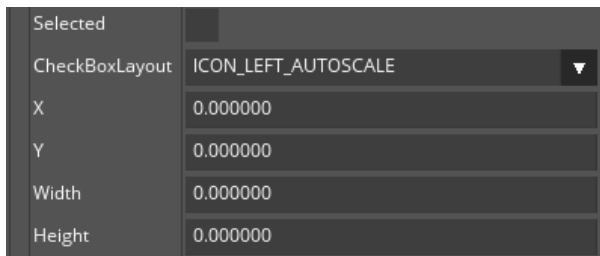 Selected
CheckBoxLayout ICON_LEFT_AUTOSCALE
X 0.000000
Y 0.000000
Width 0.000000
Height 0.000000